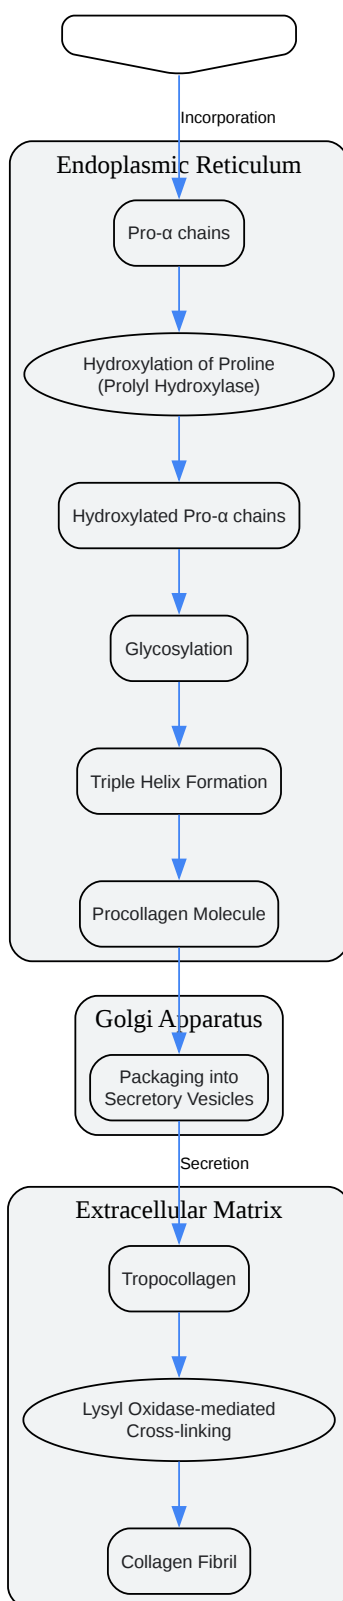 Incorporation
Endoplasmic Reticulum
Pro-α chains
Hydroxylation of Proline
(Prolyl Hydroxylase)
Hydroxylated Pro-α chains
Glycosylation
Triple Helix Formation
Procollagen Molecule
Golgi Apparatus
Packaging into
Secretory Vesicles
Secretion
Extracellular Matrix
Tropocollagen
Lysyl Oxidase-mediated
Cross-linking
Collagen Fibril